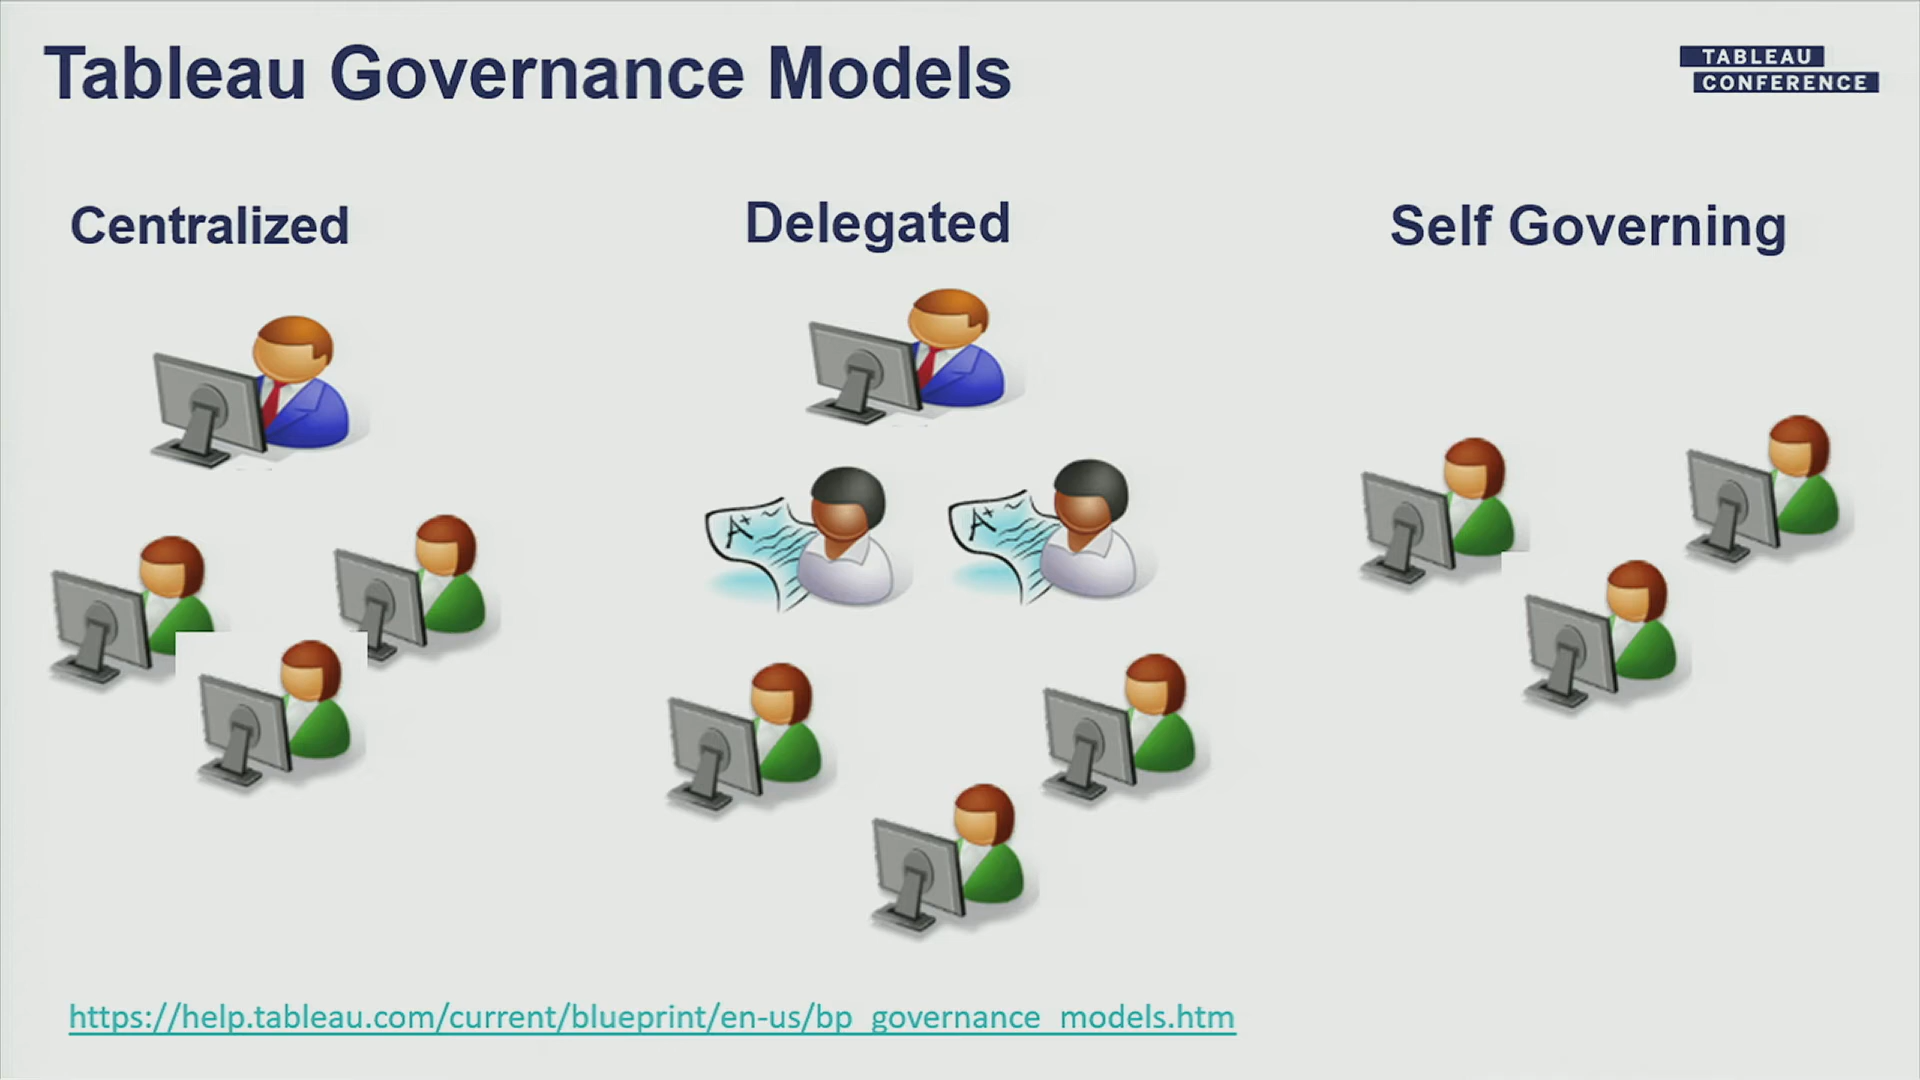 Tableau Governance Models
TABLEAU
CONFERENCE
Centralized
Delegated
Self Governing
A+
A+
https://help.tableau.com/current/blueprint/en-us/bp_governance_models.htm